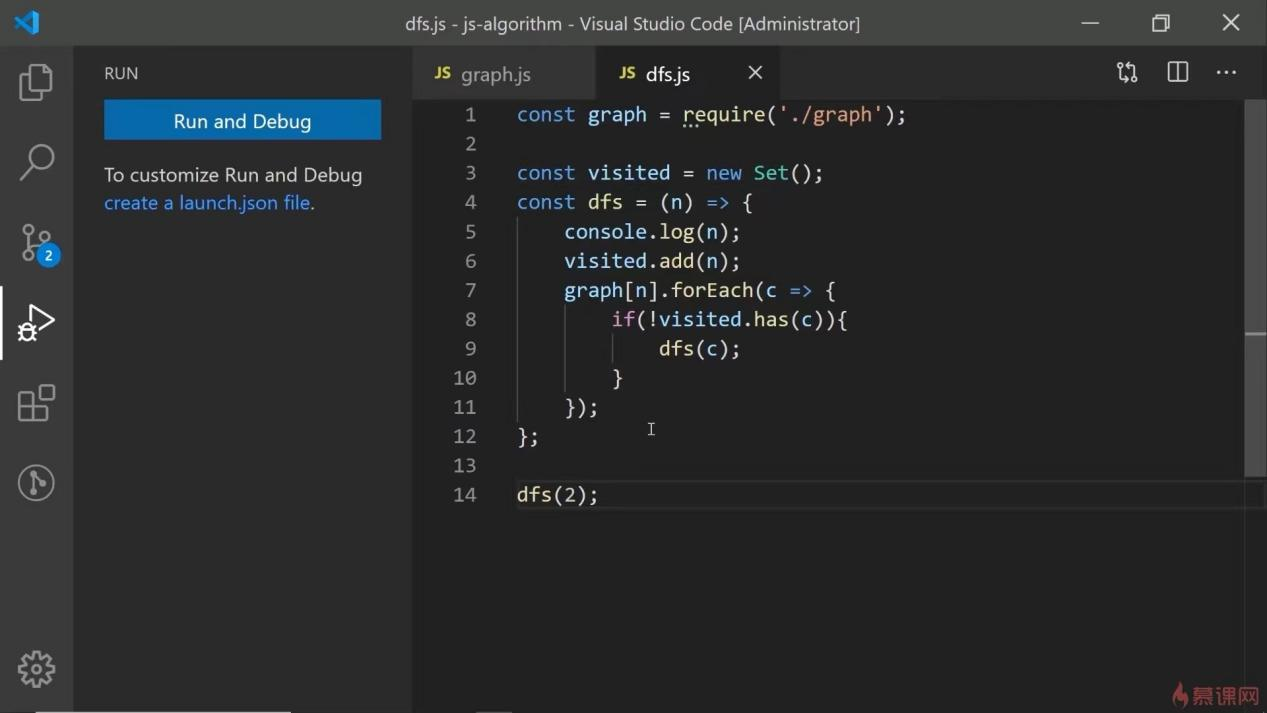 dfs.js - js-algorithm - Visual Studio Code [Administrator]
RUN
Run and Debug
To customize Run and Debug
create a launch.json file.
2
JS graph.js
JS dfs.js
1 const graph = require('./graph');
2
3 const visited = new Set();
4 const dfs = (n) => {
5     console.log(n);
6     visited.add(n);
7     graph[n].forEach(c => {
8         if(!visited.has(c)){
9             dfs(c);
10         }
11     });
12 };
13
14 dfs(2);
慕课网